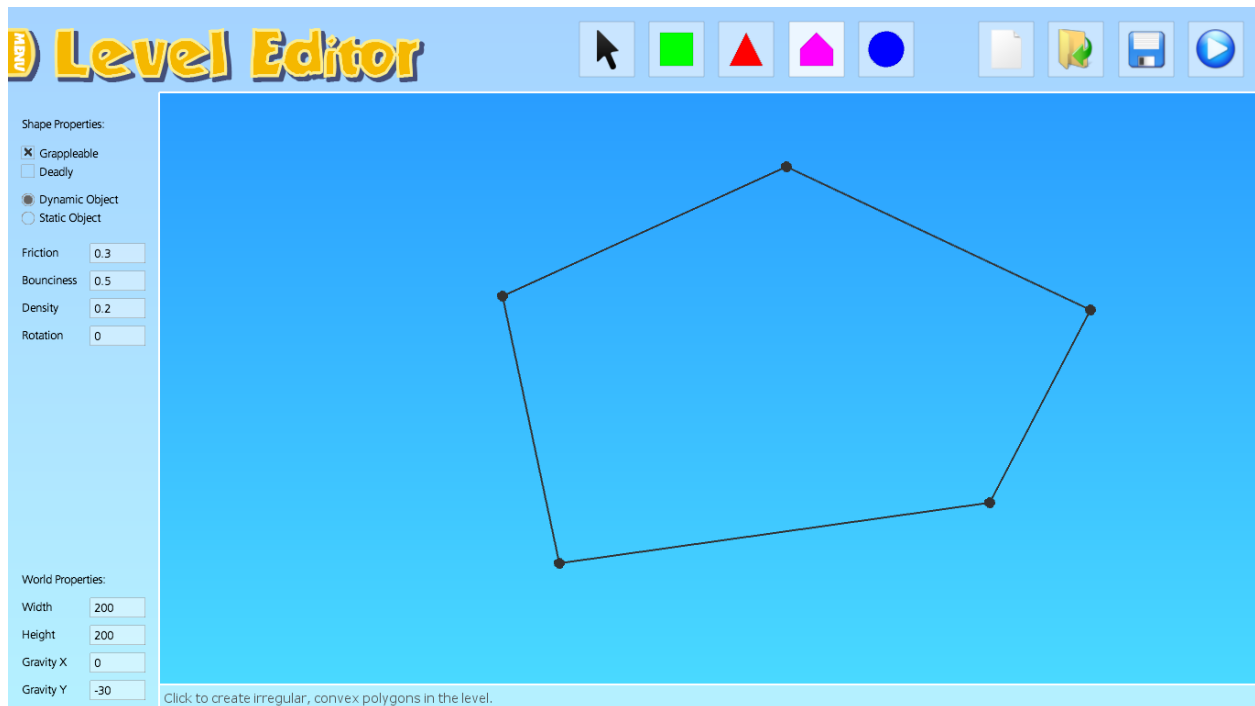 MENU
Level Editor
Shape Properties:
Grappleable
Deadly
Dynamic Object
Static Object
Friction 0.3
Bounciness 0.5
Density 0.2
Rotation 0
World Properties:
Width 200
Height 200
Gravity X 0
Gravity Y -30
Click to create irregular, convex polygons in the level.